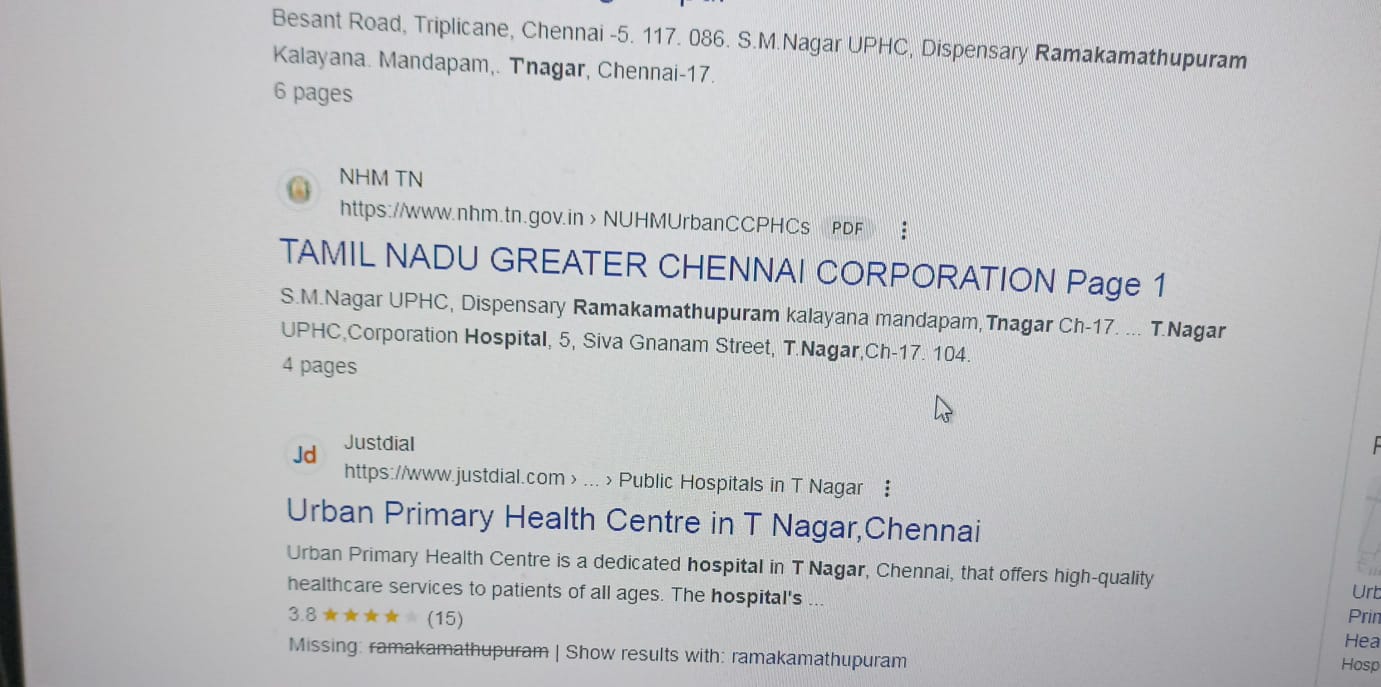 Besant Road, Triplicane, Chennai -5. 117. 086. S.M.Nagar UPHC, Dispensary Ramakamathupuram
Kalayana. Mandapam,. T'nagar, Chennai-17.
6 pages
NHM TN
https://www.nhm.tn.gov.in › NUHMUrbanCCPHCs PDF
TAMIL NADU GREATER CHENNAI CORPORATION Page 1
S.M.Nagar UPHC, Dispensary Ramakamathupuram kalayana mandapam,Tnagar Ch-17. ... T.Nagar
UPHC,Corporation Hospital, 5, Siva Gnanam Street, T.Nagar,Ch-17. 104.
4 pages
Jd
Justdial
https://www.justdial.com › ... › Public Hospitals in T Nagar
Urban Primary Health Centre in T Nagar,Chennai
Urban Primary Health Centre is a dedicated hospital in T Nagar, Chennai, that offers high-quality
healthcare services to patients of all ages. The hospital's ...
3.8 ★★★★★ (15)
Missing: ramakamathupuram | Show results with: ramakamathupuram